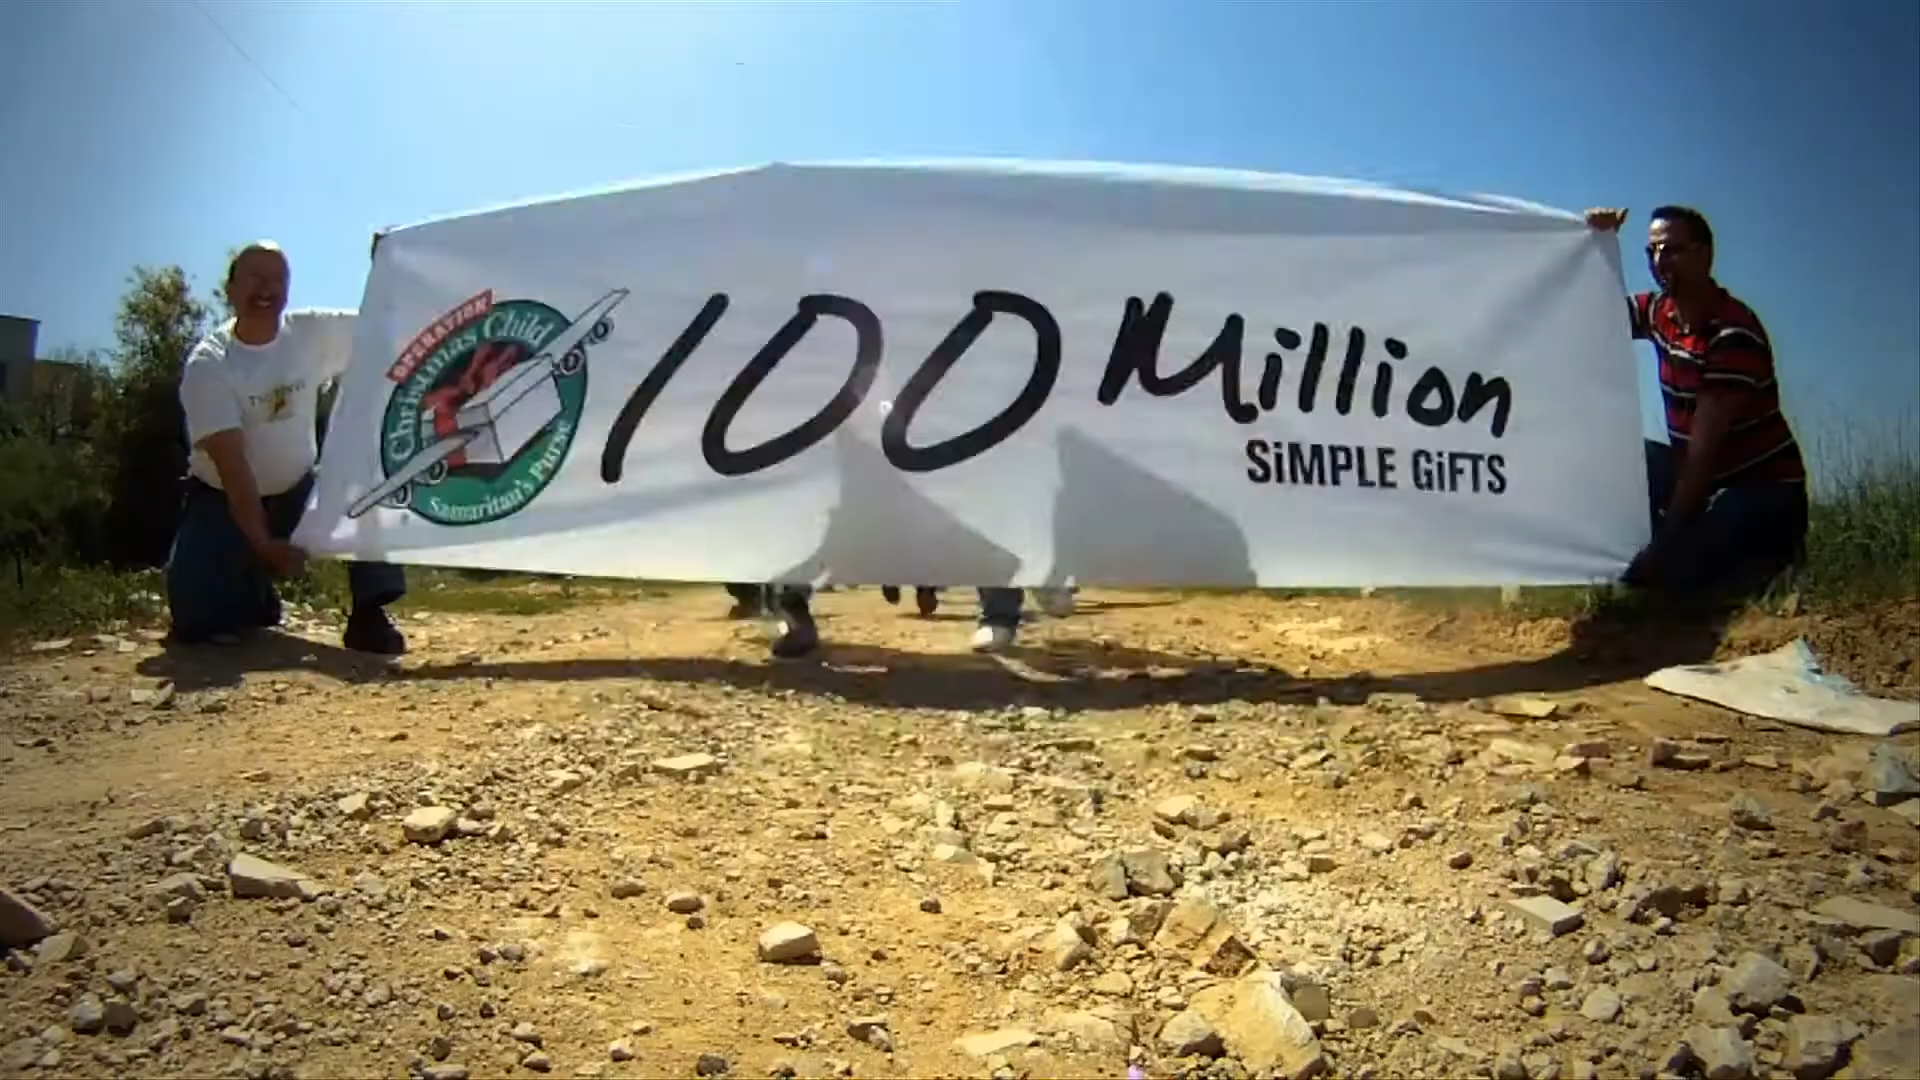 OPERATION
Christmas Child
Samaritan's Purse
100 Million
SiMPLE GiFTS